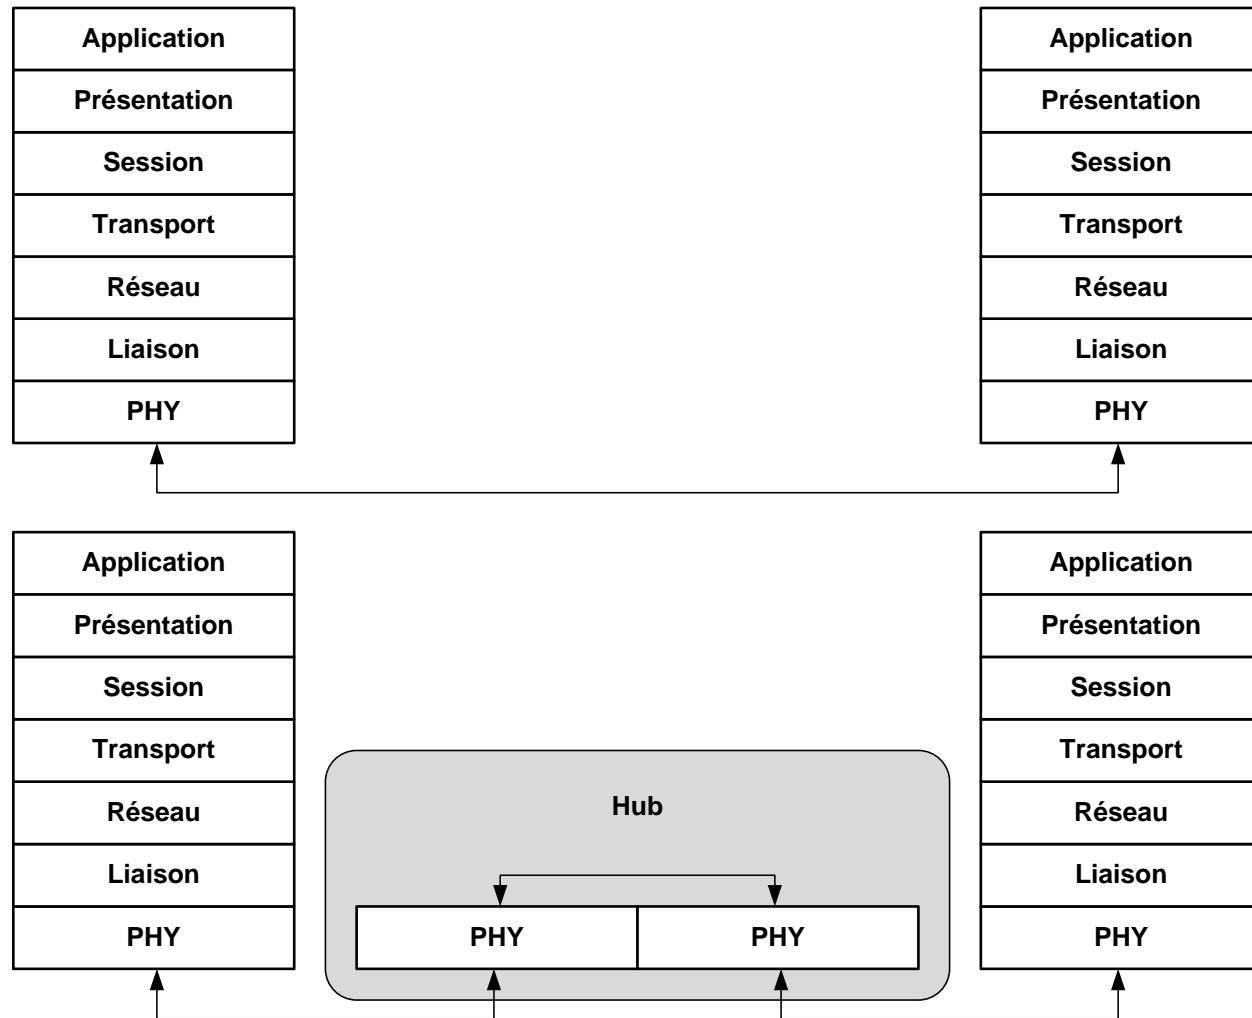 Application
Présentation
Session
Transport
Réseau
Liaison
PHY
Application
Présentation
Session
Transport
Réseau
Liaison
PHY
Application
Présentation
Session
Transport
Réseau
Liaison
PHY
Hub
PHY
PHY
Application
Présentation
Session
Transport
Réseau
Liaison
PHY